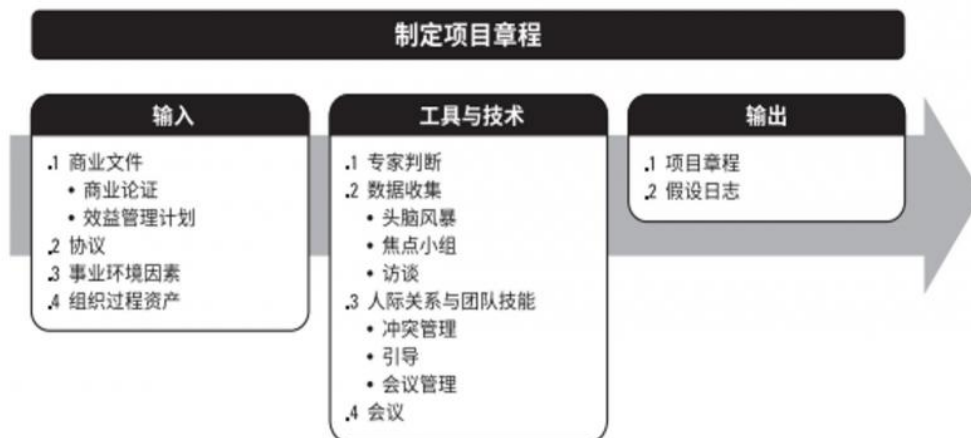 制定项目章程
输入
.1 商业文件
• 商业论证
• 效益管理计划
.2 协议
.3 事业环境因素
.4 组织过程资产
工具与技术
.1 专家判断
.2 数据收集
• 头脑风暴
• 焦点小组
• 访谈
.3 人际关系与团队技能
• 冲突管理
• 引导
• 会议管理
.4 会议
输出
.1 项目章程
.2 假设日志